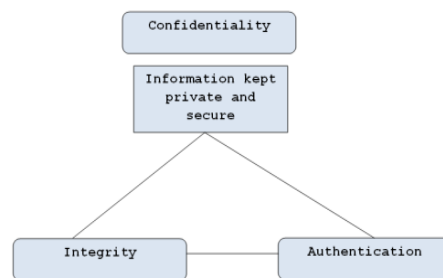 Confidentiality
Information kept
private and
secure
Integrity
Authentication